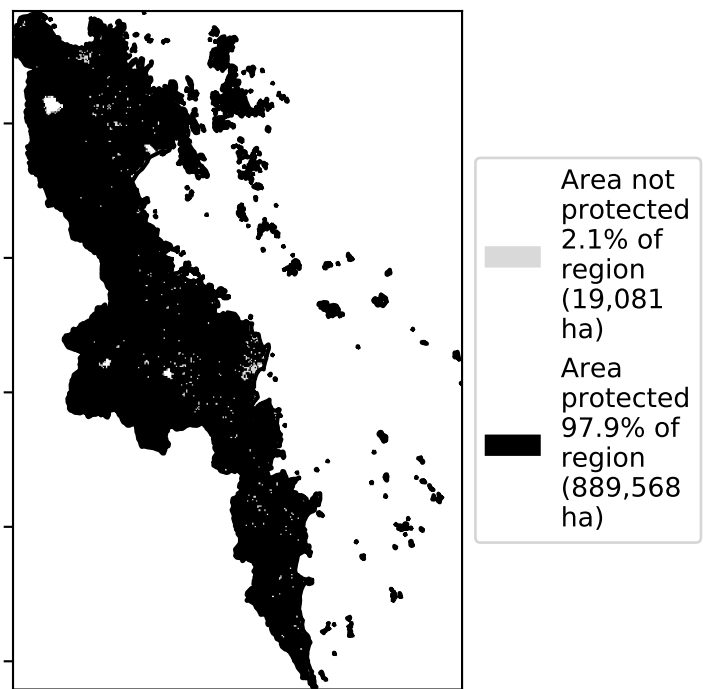 Area not
protected
2.1% of
region
(19,081
ha)
Area
protected
97.9% of
region
(889,568
ha)